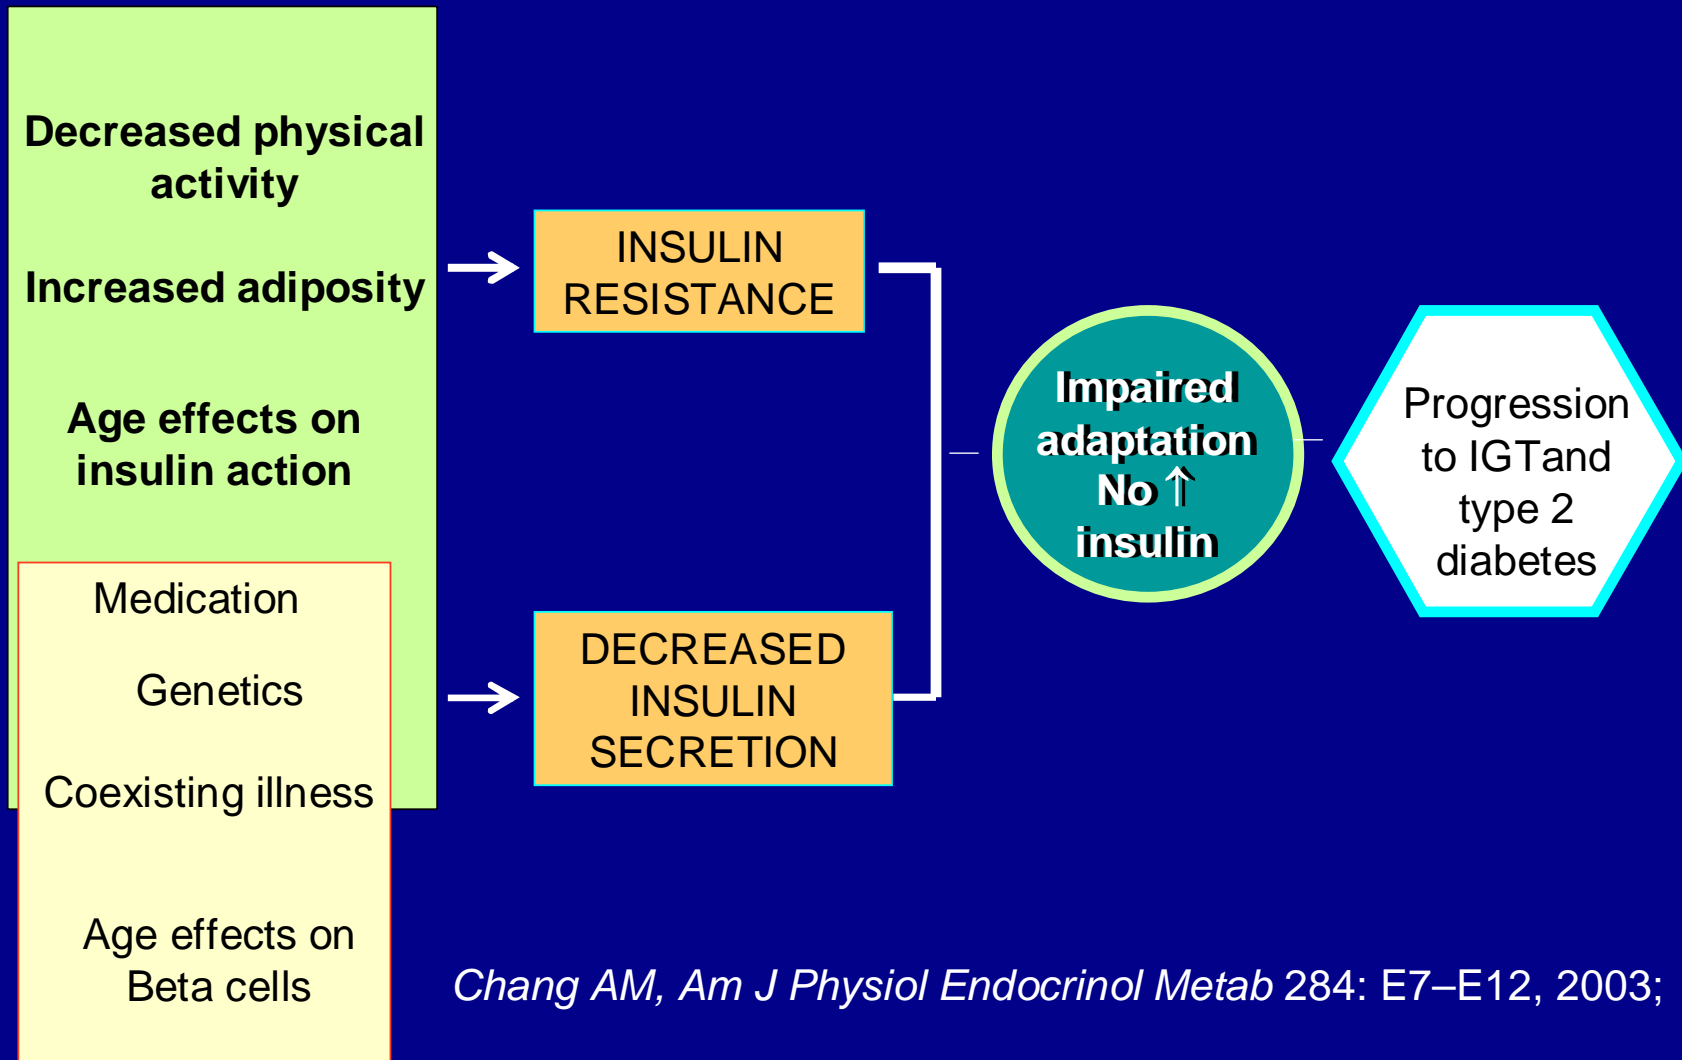 Decreased physical
activity
Increased adiposity
Age effects on
insulin action
Medication
Genetics
Coexisting illness
Age effects on
Beta cells
INSULIN
RESISTANCE
DECREASED
INSULIN
SECRETION
Impaired
adaptation
No ↑
insulin
Progression
to IGTand
type 2
diabetes
Chang AM, Am J Physiol Endocrinol Metab 284: E7–E12, 2003;